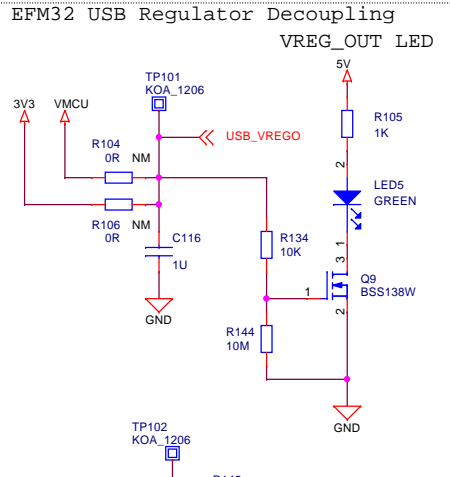 EFM32 USB Regulator Decoupling
VREG_OUT LED
5V
TP101
KOA_1206
3V3
VMCU
R105
1K
USB_VREGO
R104
0R
NM
2
LED5
GREEN
R106
0R
NM
C116
1U
R134
10K
1
3
Q9
BSS138W
1
2
GND
R144
10M
GND
TP102
KOA_1206